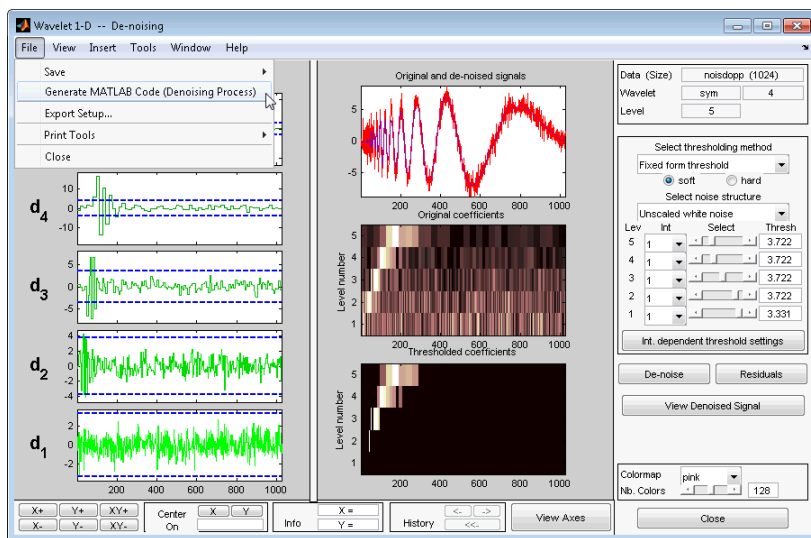 Wavelet 1-D -- De-noising
File View Insert Tools Window Help
Save
Generate MATLAB Code (Denoising Process)
Export Setup...
Print Tools
Close
d4
10
0
-10
d3
5
0
-5
d2
4
2
0
-2
-4
d1
2
0
-2
200 400 600 800 1000
Original and de-noised signals
5
0
-5
200 400 600 800 1000
Original coefficients
Level number
5
4
3
2
1
200 400 600 800 1000
Thresholded coefficients
Level number
5
4
3
2
1
200 400 600 800 1000
Data (Size) noisdopp (1024)
Wavelet sym 4
Level 5
Select thresholding method
Fixed form threshold
soft hard
Select noise structure
Unscaled white noise
Lev Int Select Thresh
5 1 3.722
4 1 3.722
3 1 3.722
2 1 3.722
1 1 3.331
Int. dependent threshold settings
De-noise Residuals
View Denoised Signal
Colormap pink
Nb. Colors 128
Close
X+ Y+ XY+
X- Y- XY-
Center On X Y
Info X = Y =
History <- -> <<-
View Axes